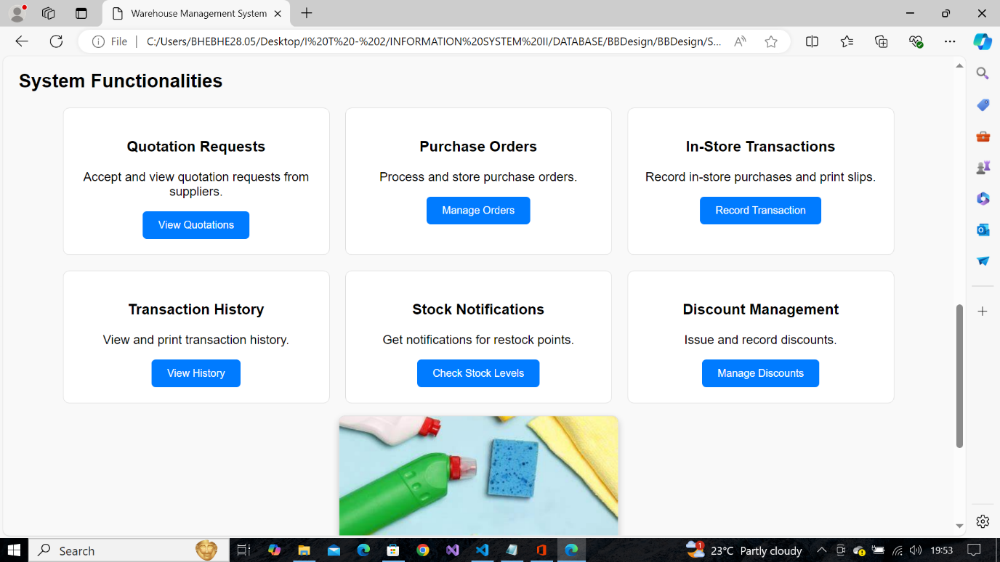 Warehouse Management System
File
C:/Users/BHEBHE28.05/Desktop/I%20T%20-%202/INFORMATION%20SYSTEM%20II/DATABASE/BBDesign/BBDesign/S...
System Functionalities
Quotation Requests
Accept and view quotation requests from
suppliers.
View Quotations
Purchase Orders
Process and store purchase orders.
Manage Orders
In-Store Transactions
Record in-store purchases and print slips.
Record Transaction
Transaction History
View and print transaction history.
View History
Stock Notifications
Get notifications for restock points.
Check Stock Levels
Discount Management
Issue and record discounts.
Manage Discounts
Search
1
23°C Partly cloudy
19:53